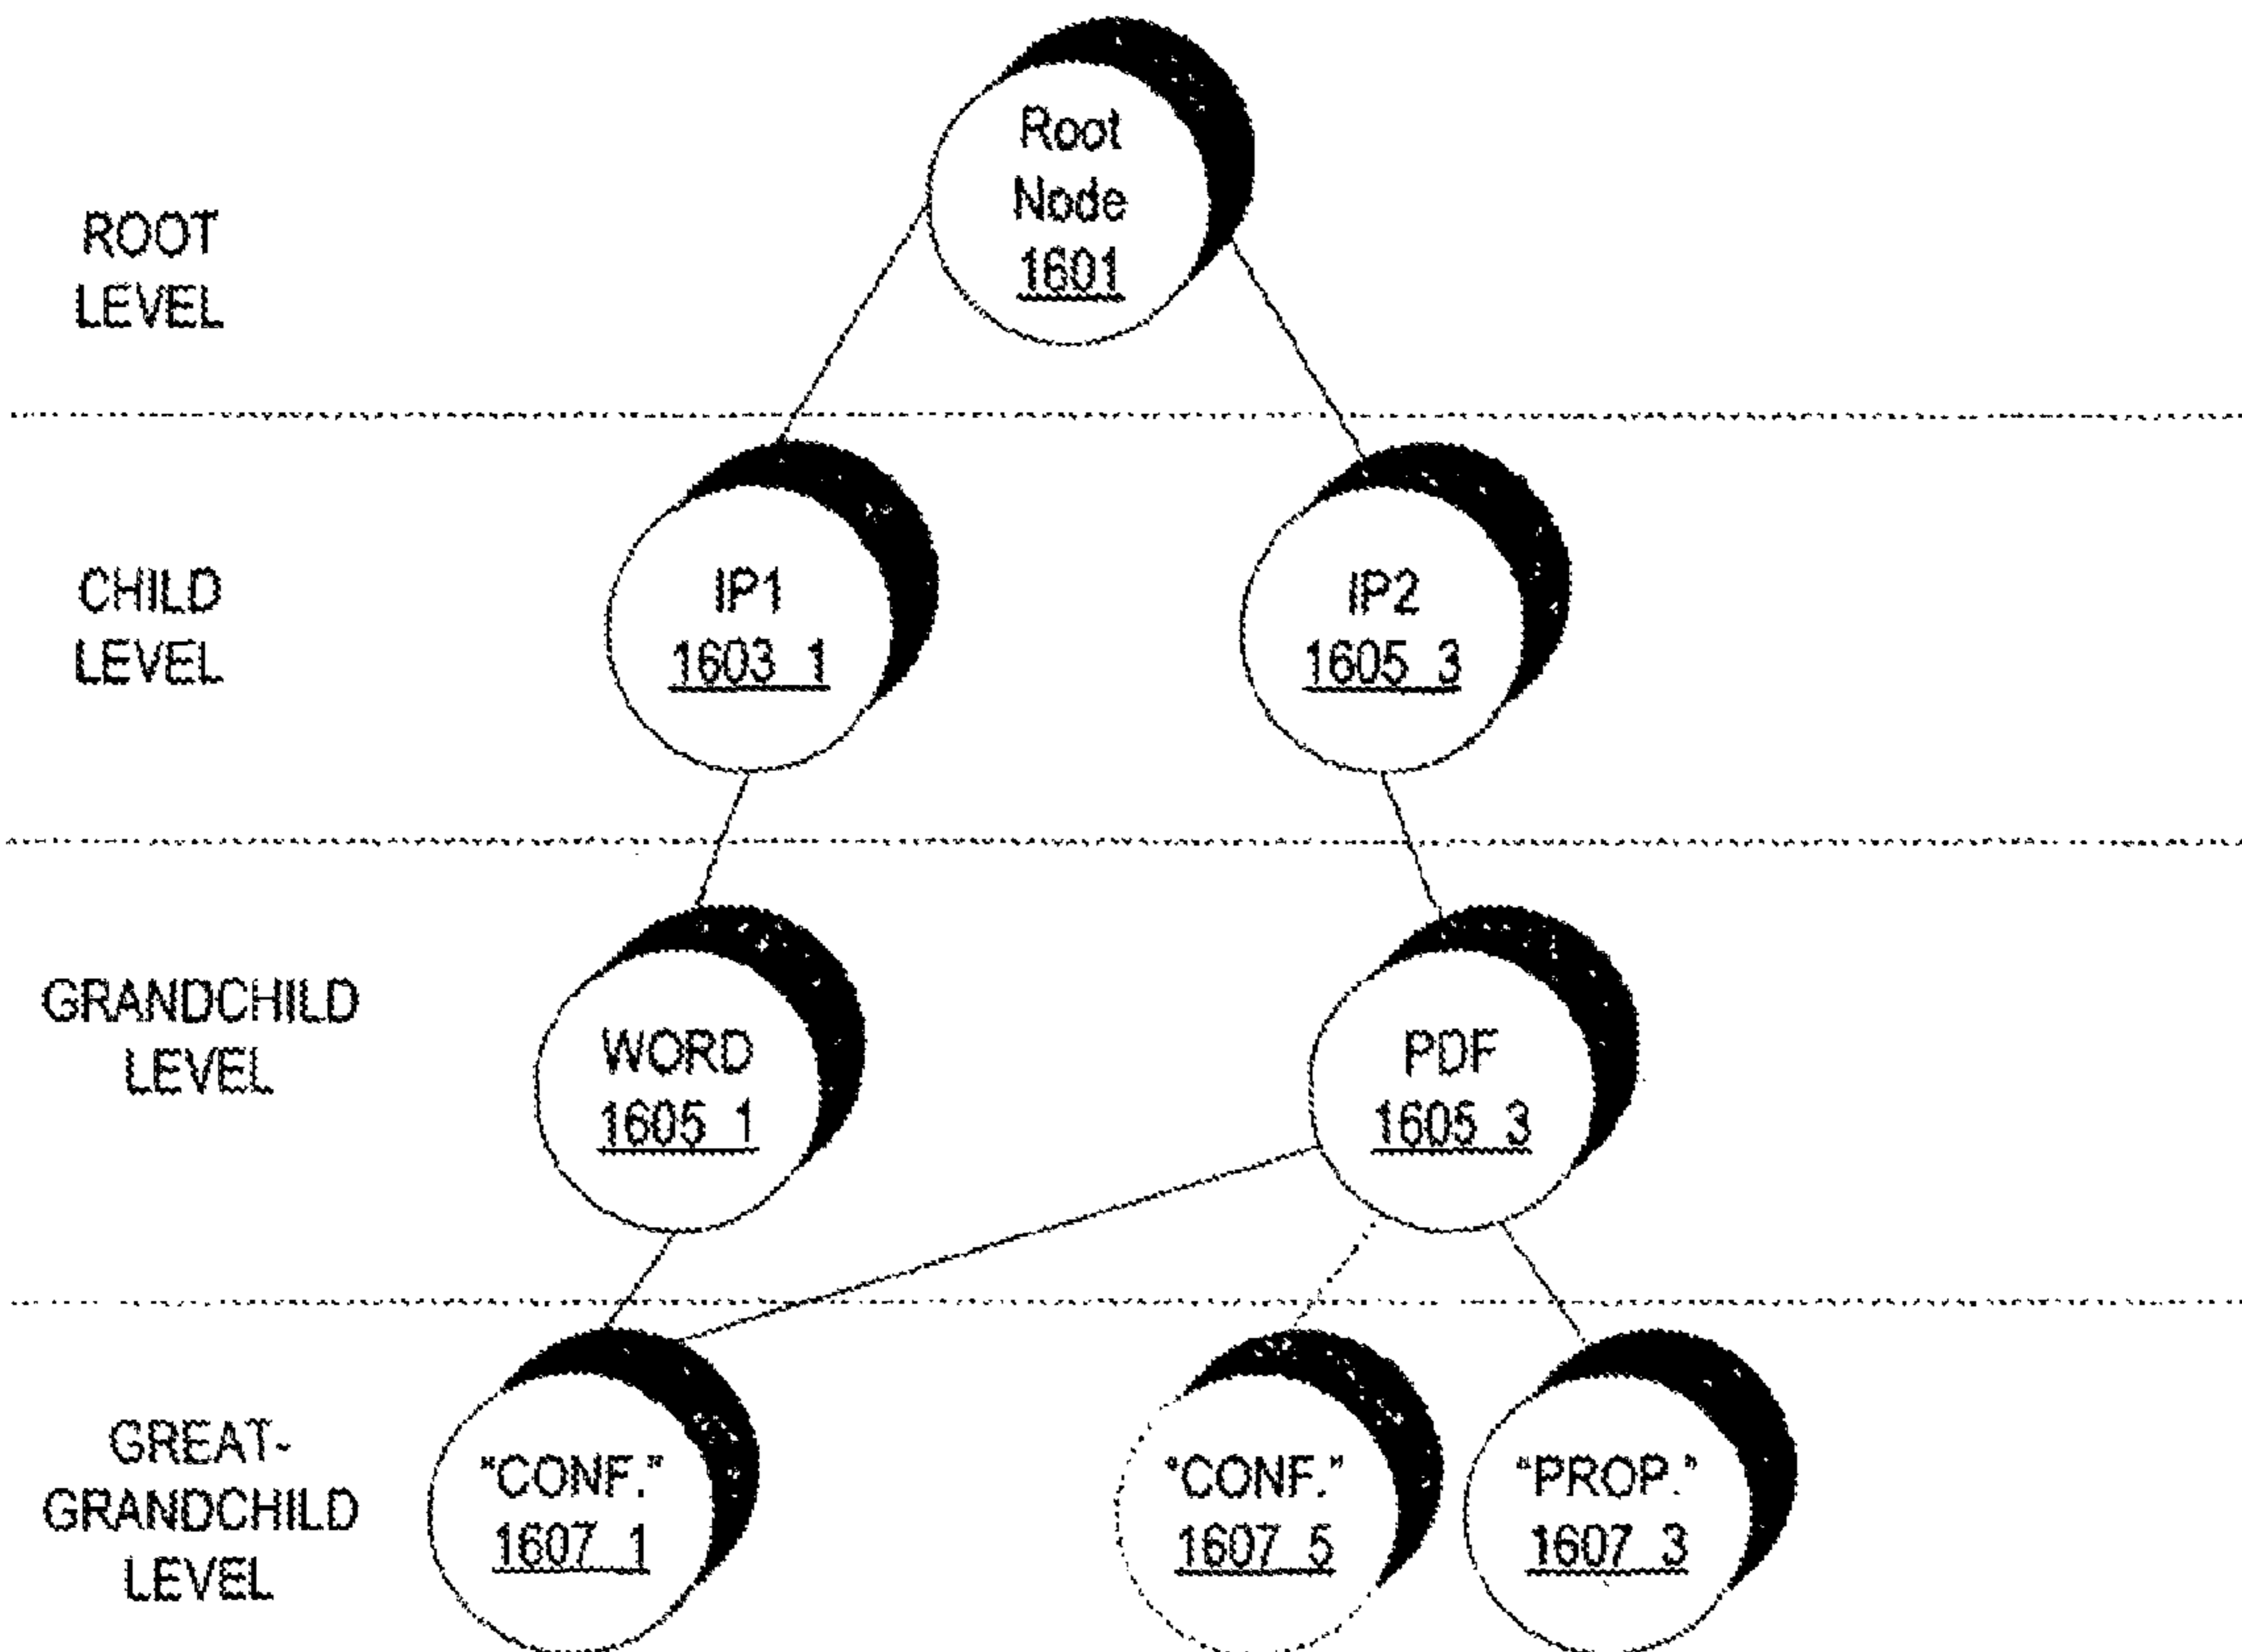 Root
Node
1601
ROOT
LEVEL
IP1
1603_1
IP2
1605_3
CHILD
LEVEL
WORD
1605_1
PDF
1605_3
GRANDCHILD
LEVEL
"CONF."
1607_1
"CONF."
1607_5
"PROP."
1607_3
GREAT-
GRANDCHILD
LEVEL